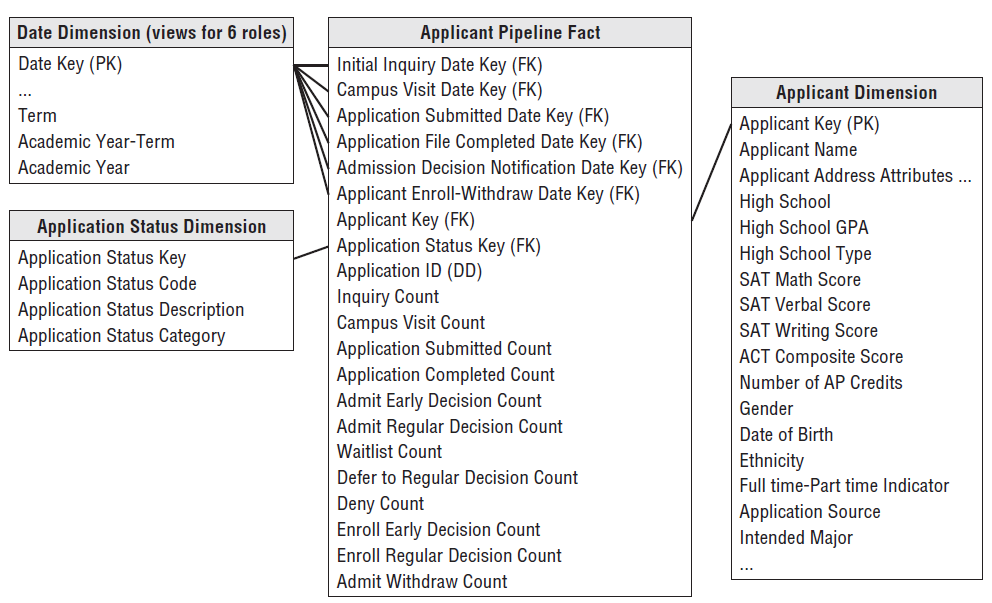 Date Dimension (views for 6 roles)
Date Key (PK)
...
Term
Academic Year-Term
Academic Year
Application Status Dimension
Application Status Key
Application Status Code
Application Status Description
Application Status Category
Applicant Pipeline Fact
Initial Inquiry Date Key (FK)
Campus Visit Date Key (FK)
Application Submitted Date Key (FK)
Application File Completed Date Key (FK)
Admission Decision Notification Date Key (FK)
Applicant Enroll-Withdraw Date Key (FK)
Applicant Key (FK)
Application Status Key (FK)
Application ID (DD)
Inquiry Count
Campus Visit Count
Application Submitted Count
Application Completed Count
Admit Early Decision Count
Admit Regular Decision Count
Waitlist Count
Defer to Regular Decision Count
Deny Count
Enroll Early Decision Count
Enroll Regular Decision Count
Admit Withdraw Count
Applicant Dimension
Applicant Key (PK)
Applicant Name
Applicant Address Attributes ...
High School
High School GPA
High School Type
SAT Math Score
SAT Verbal Score
SAT Writing Score
ACT Composite Score
Number of AP Credits
Gender
Date of Birth
Ethnicity
Full time-Part time Indicator
Application Source
Intended Major
...